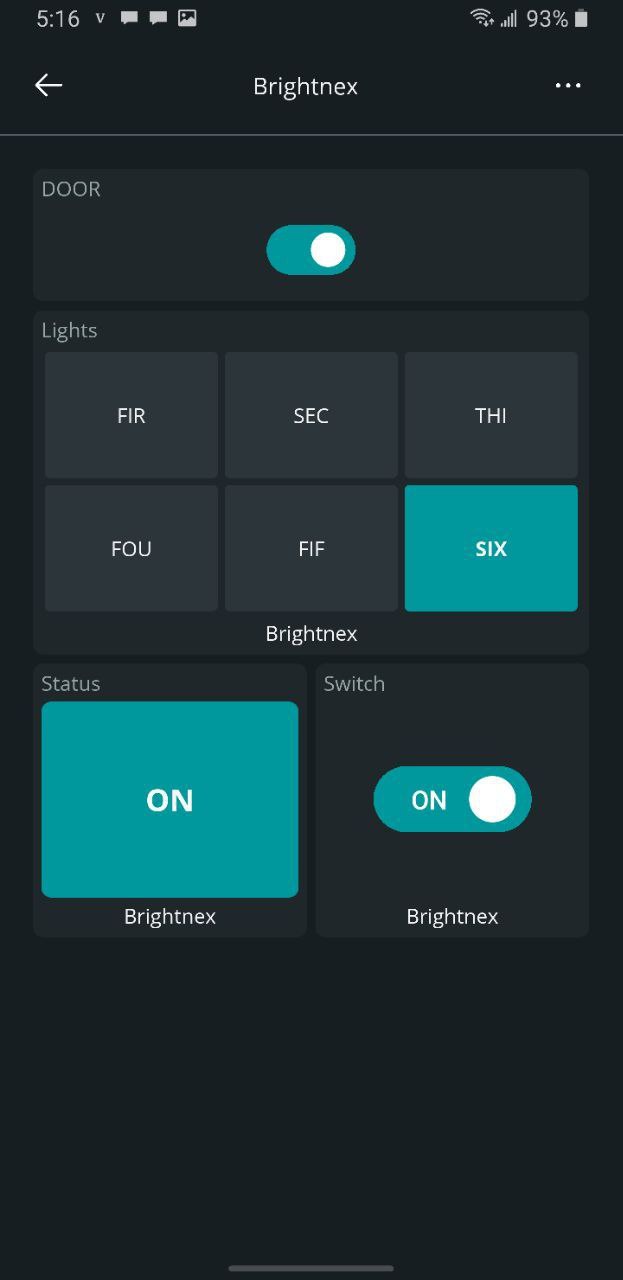 5:16 V 93%
Brightnex
DOOR
Lights
FIR SEC THI
FOU FIF SIX
Brightnex
Status Switch
ON ON
Brightnex Brightnex